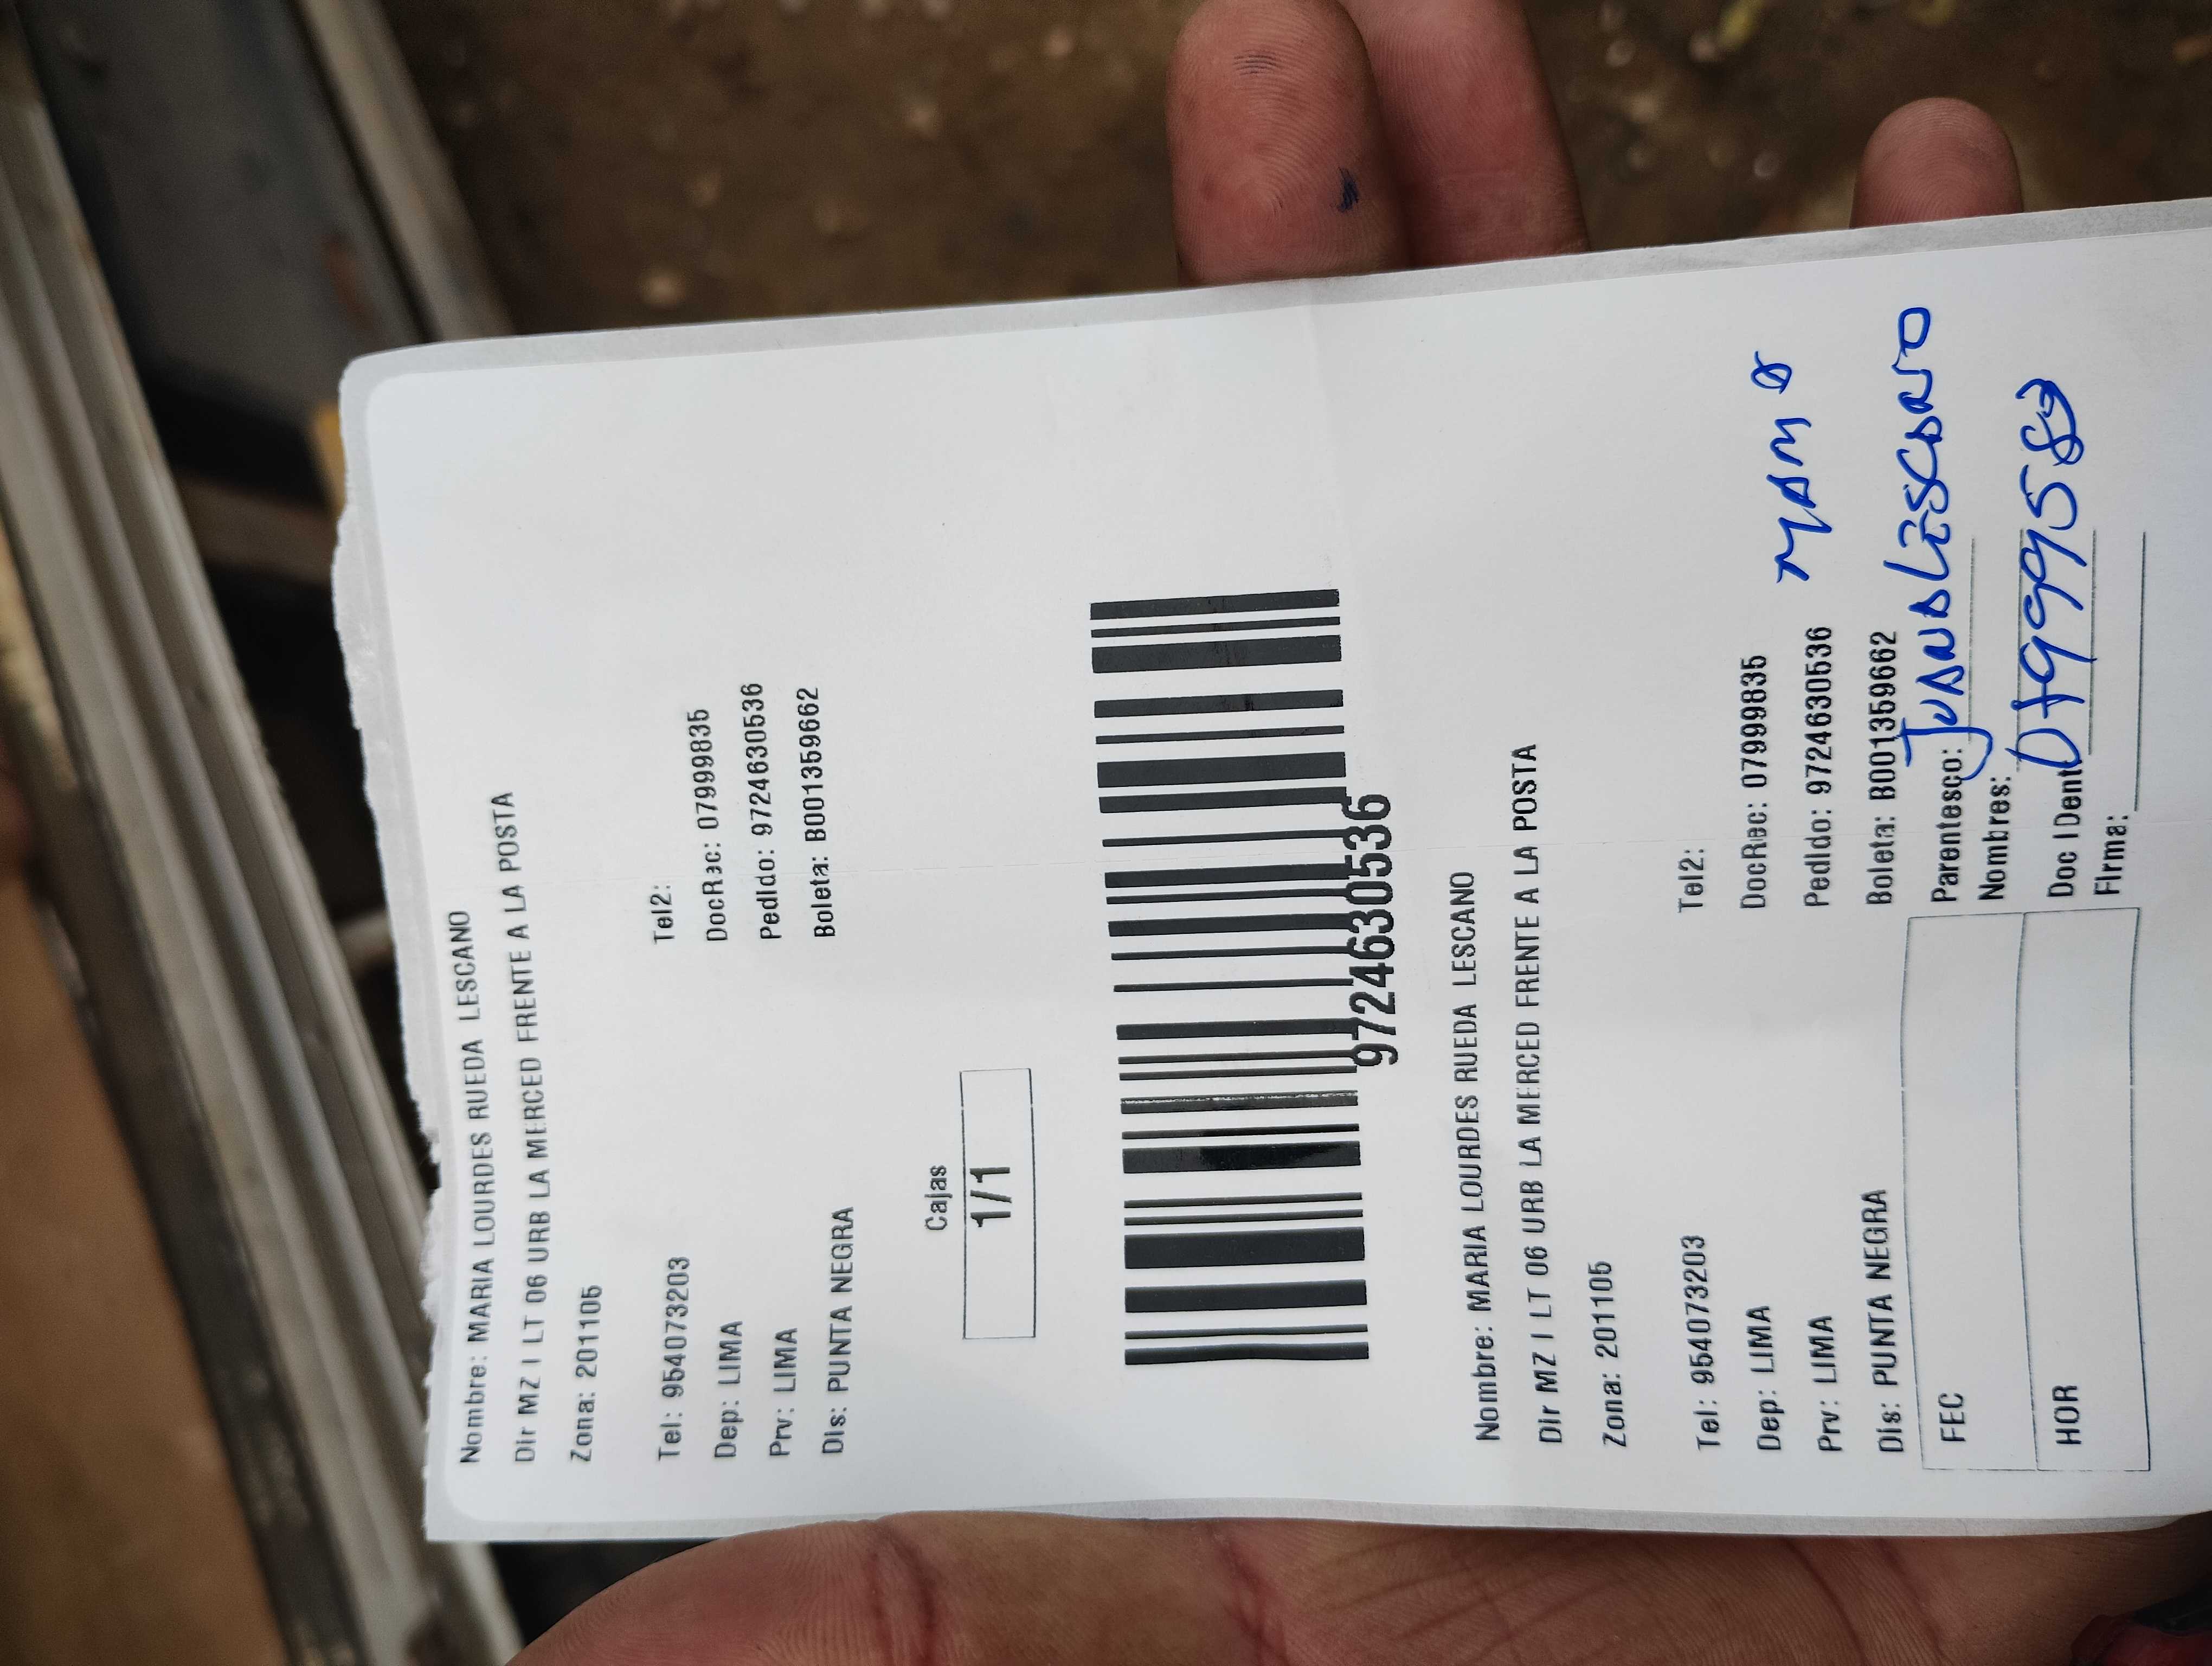 Nombre: MARIA LOURDES RUEDA LESCANO
Dir MZ I LT 06 URB LA MERCED FRENTE A LA POSTA
Zona: 201105
Tel: 954073203 Tel2:
Dep: LIMA DocRec: 07999835
Prv: LIMA Pedido: 9724630536
Dis: PUNTA NEGRA Boleta: B001359662
Cajas
1/1
9724630536
Nombre: MARIA LOURDES RUEDA LESCANO
Dir MZ I LT 06 URB LA MERCED FRENTE A LA POSTA
Zona: 201105
Tel: 954073203 Tel2:
Dep: LIMA DocRec: 07999835
Prv: LIMA Pedido: 9724630536 MAMA
Dis: PUNTA NEGRA Boleta: B001359662
FEC Parentesco: JUANA LESCANO
Nombres:
HOR Doc IDent
Firma: